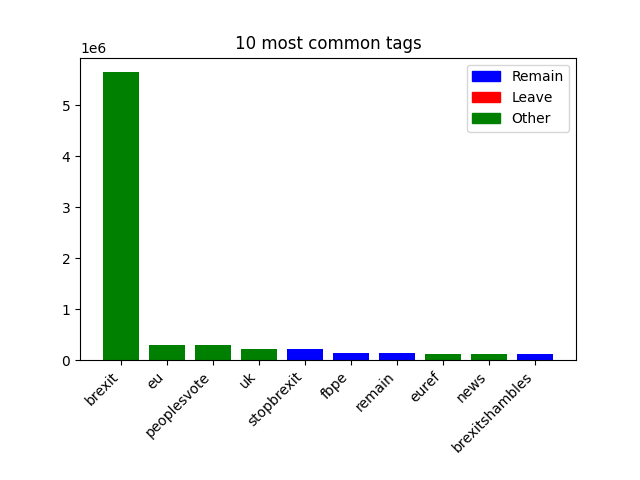 10 most common tags
1e6
5
4
3
2
1
0
Remain
Leave
Other
brexit
eu
peoplesvote
uk
stopbrexit
fbpe
remain
euref
news
brexitshambles